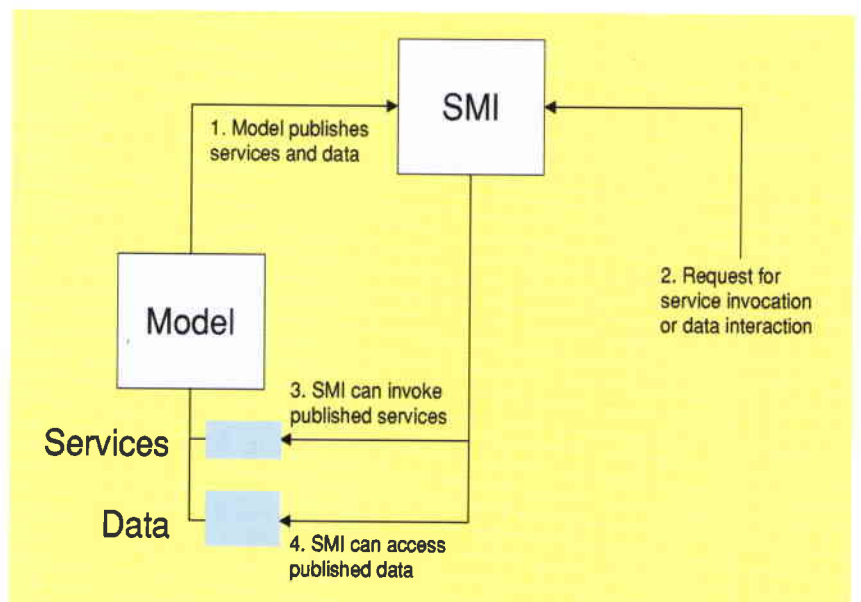 SMI
1. Model publishes
services and data
2. Request for
service invocation
or data interaction
Model
3. SMI can invoke
published services
Services
Data
4. SMI can access
published data